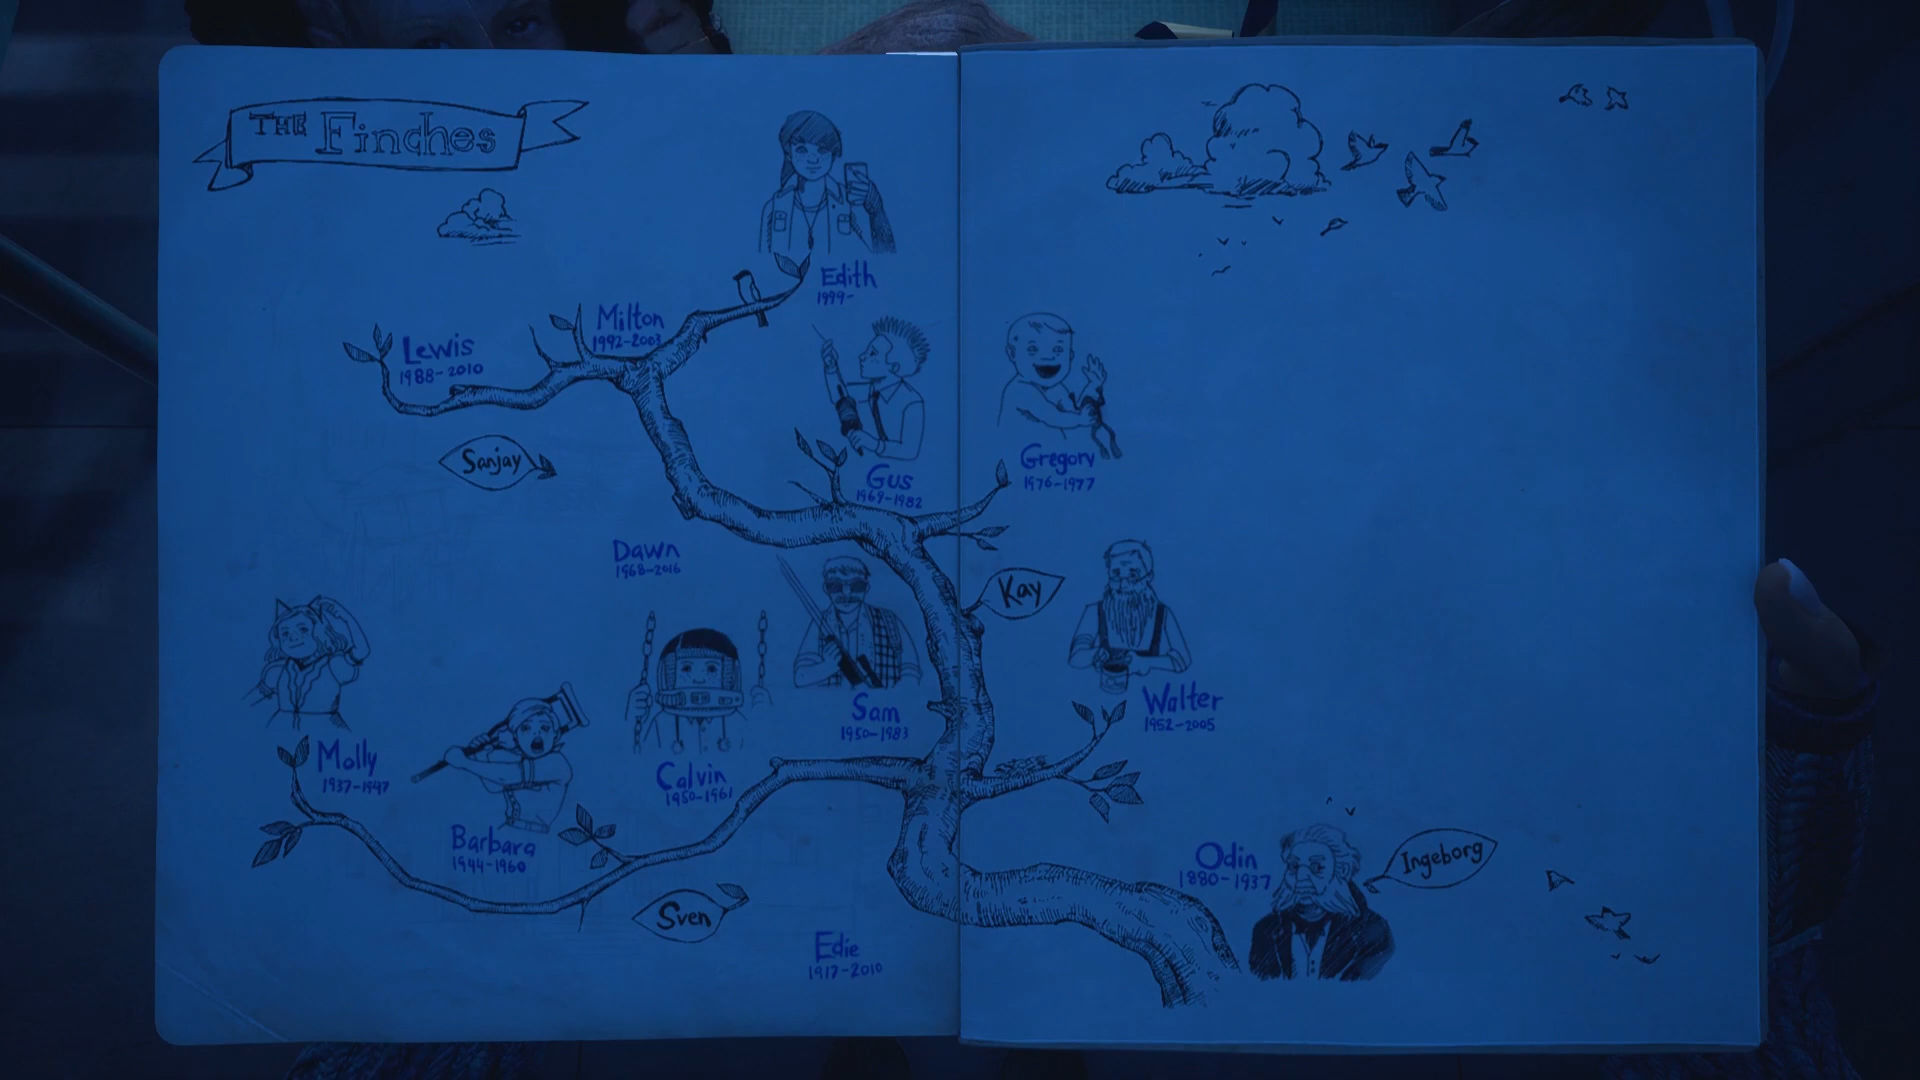 THE Finches
Edith
1999-
Milton
1992-2003
Lewis
1988-2010
Sanjay
Gus
1969-1982
Gregory
1976-1977
Dawn
1968-2016
Kay
Sam
1950-1983
Walter
1952-2005
Molly
1937-1947
Calvin
1950-1961
Barbara
1944-1960
Sven
Odin
1880-1937
Ingeborg
Edie
1917-2010